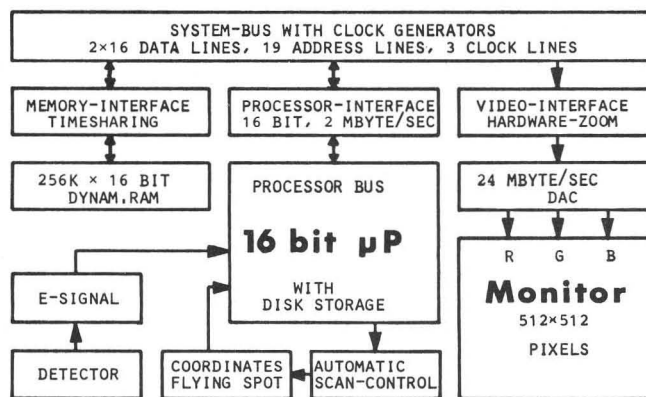 SYSTEM-BUS WITH CLOCK GENERATORS
2×16 DATA LINES, 19 ADDRESS LINES, 3 CLOCK LINES
MEMORY-INTERFACE
TIMESHARING
PROCESSOR-INTERFACE
16 BIT, 2 MBYTE/SEC
VIDEO-INTERFACE
HARDWARE-ZOOM
256K × 16 BIT
DYNAM.RAM
PROCESSOR BUS
16 bit µP
WITH
DISK STORAGE
24 MBYTE/SEC
DAC
R G B
Monitor
512×512
PIXELS
E-SIGNAL
DETECTOR
COORDINATES
FLYING SPOT
AUTOMATIC
SCAN-CONTROL